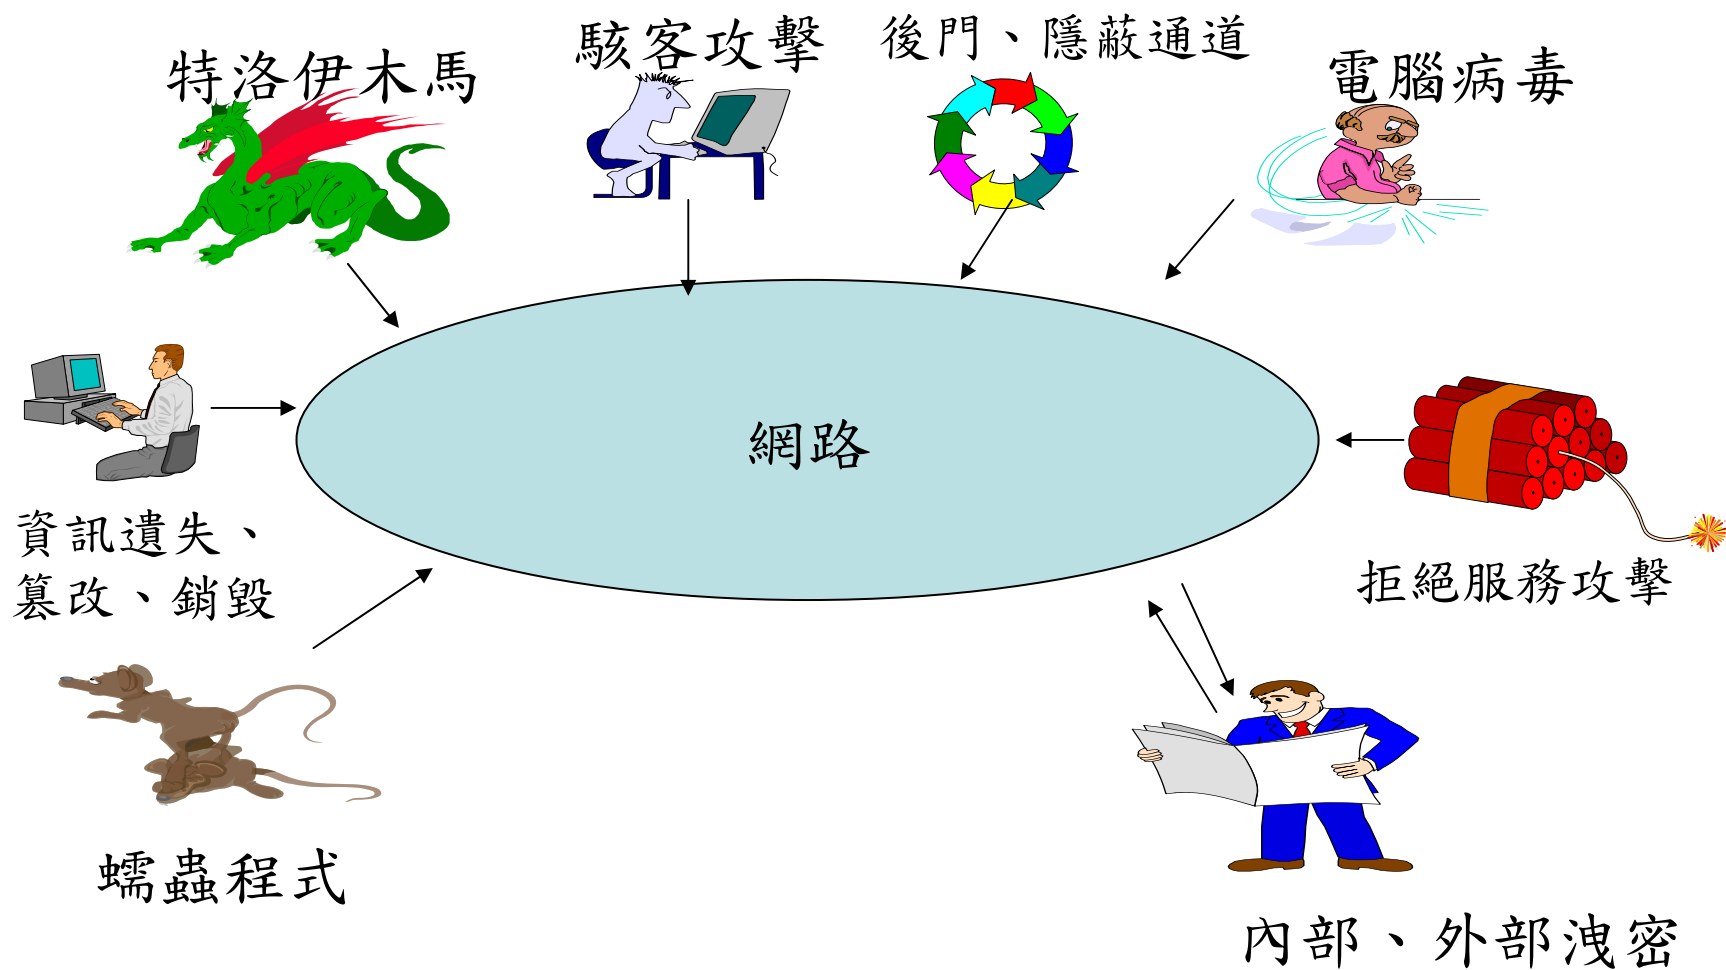 特洛伊木馬
駭客攻擊
後門、隱蔽通道
電腦病毒
網路
資訊遺失、
篡改、銷毀
拒絕服務攻擊
蠕蟲程式
內部、外部洩密